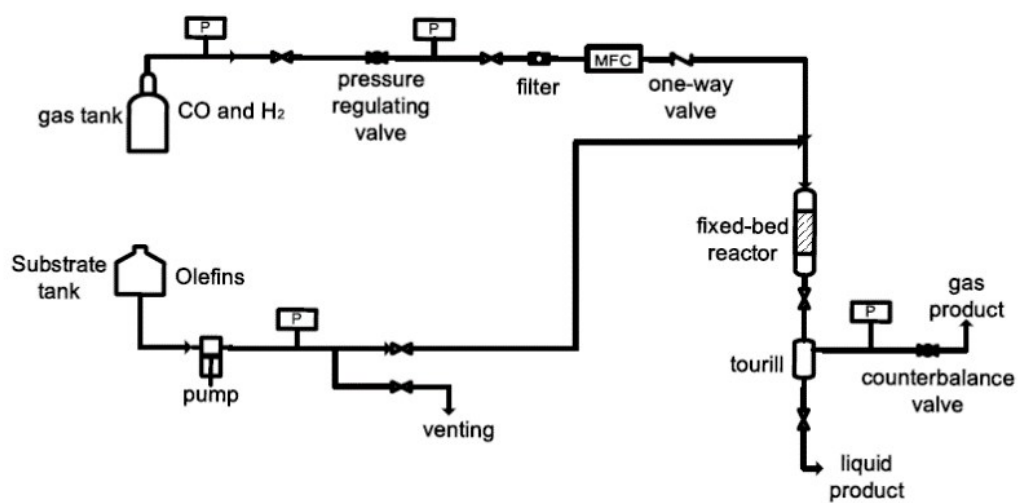 P
P
MFC
gas tank
CO and H₂
pressure
regulating
valve
filter
one-way
valve
fixed-bed
reactor
Substrate
tank
Olefins
P
P
gas
product
pump
tourill
counterbalance
valve
venting
liquid
product